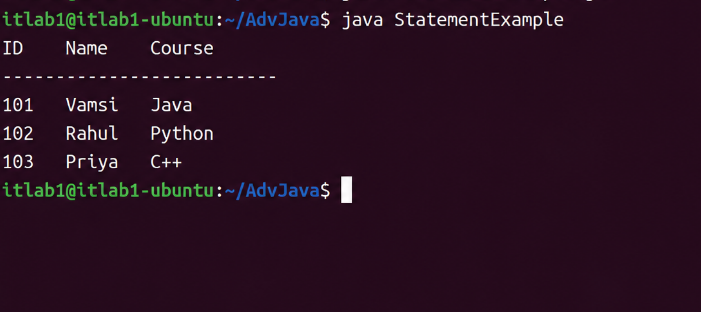 itlab1@itlab1-ubuntu:~/AdvJava$ java StatementExample
ID Name Course
--------------------------
101 Vamsi Java
102 Rahul Python
103 Priya C++
itlab1@itlab1-ubuntu:~/AdvJava$